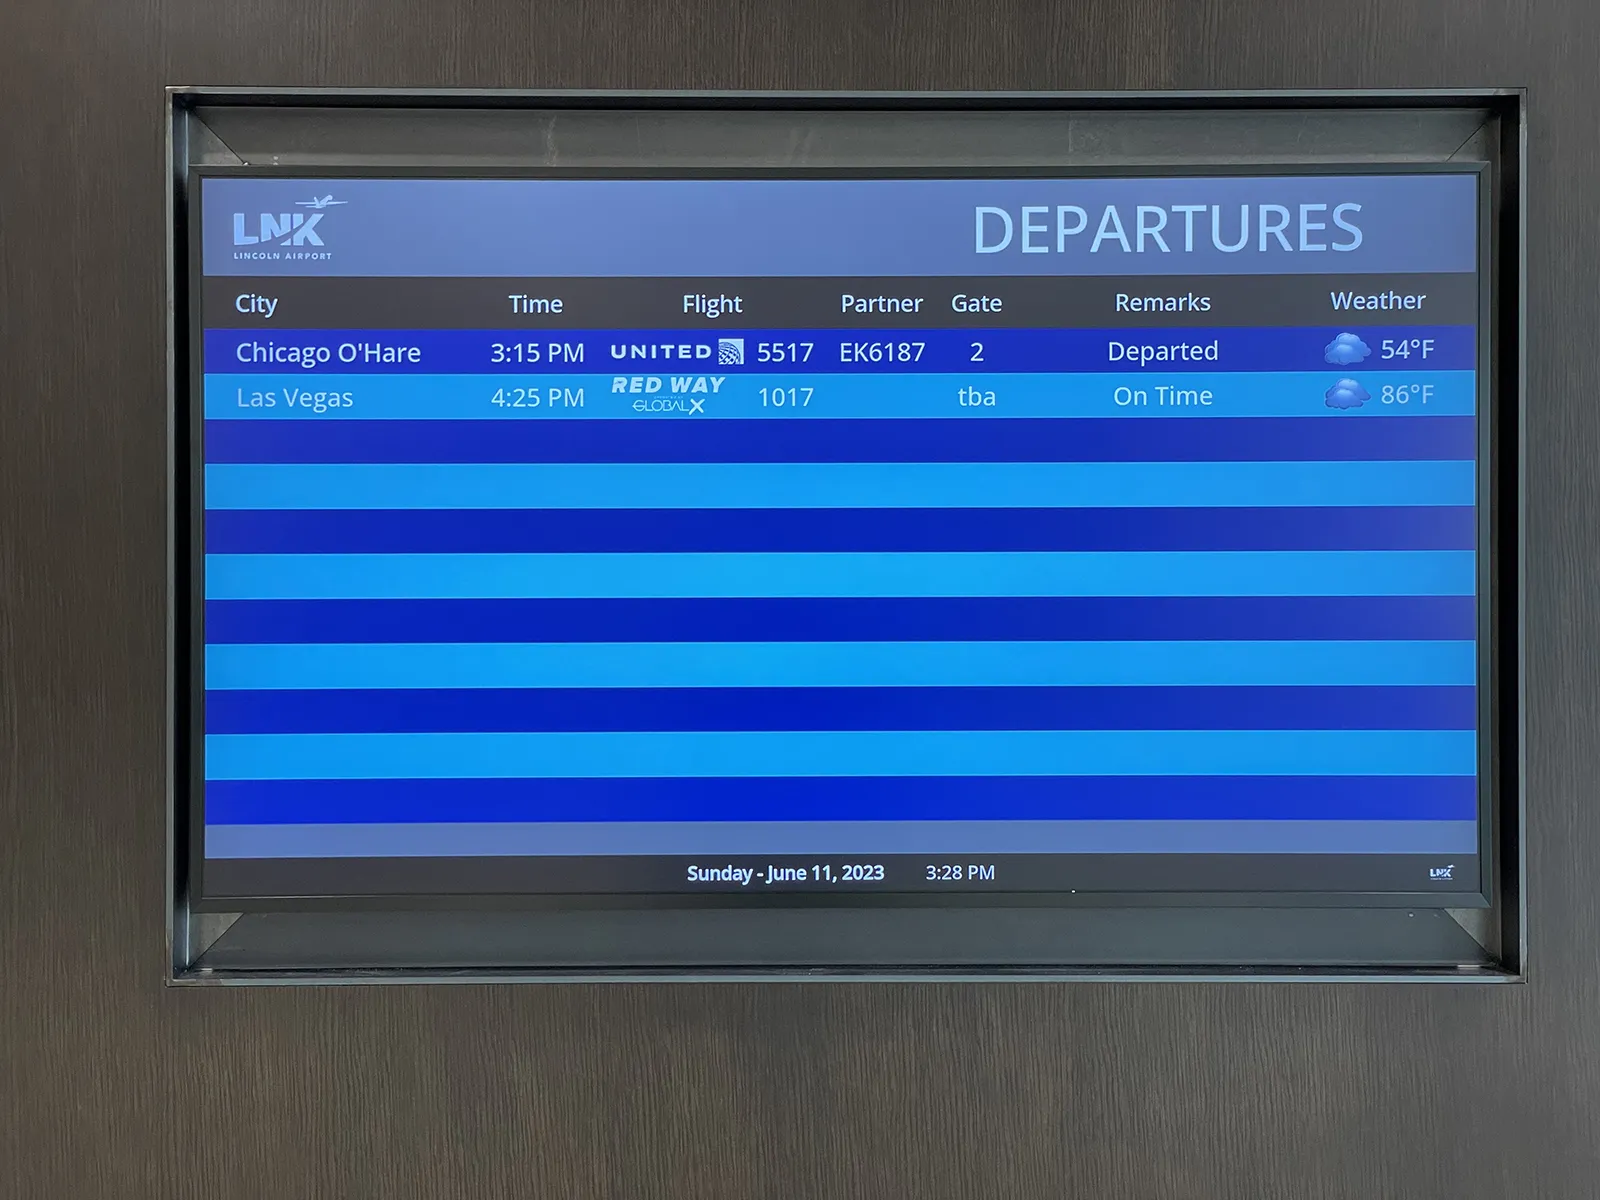 LNK
LINCOLN AIRPORT
DEPARTURES
City Time Flight Partner Gate Remarks Weather
Chicago O'Hare 3:15 PM UNITED 5517 EK6187 2 Departed 54°F
Las Vegas 4:25 PM RED WAY GLOBALX 1017 tba On Time 86°F
Sunday - June 11, 2023 3:28 PM LNK